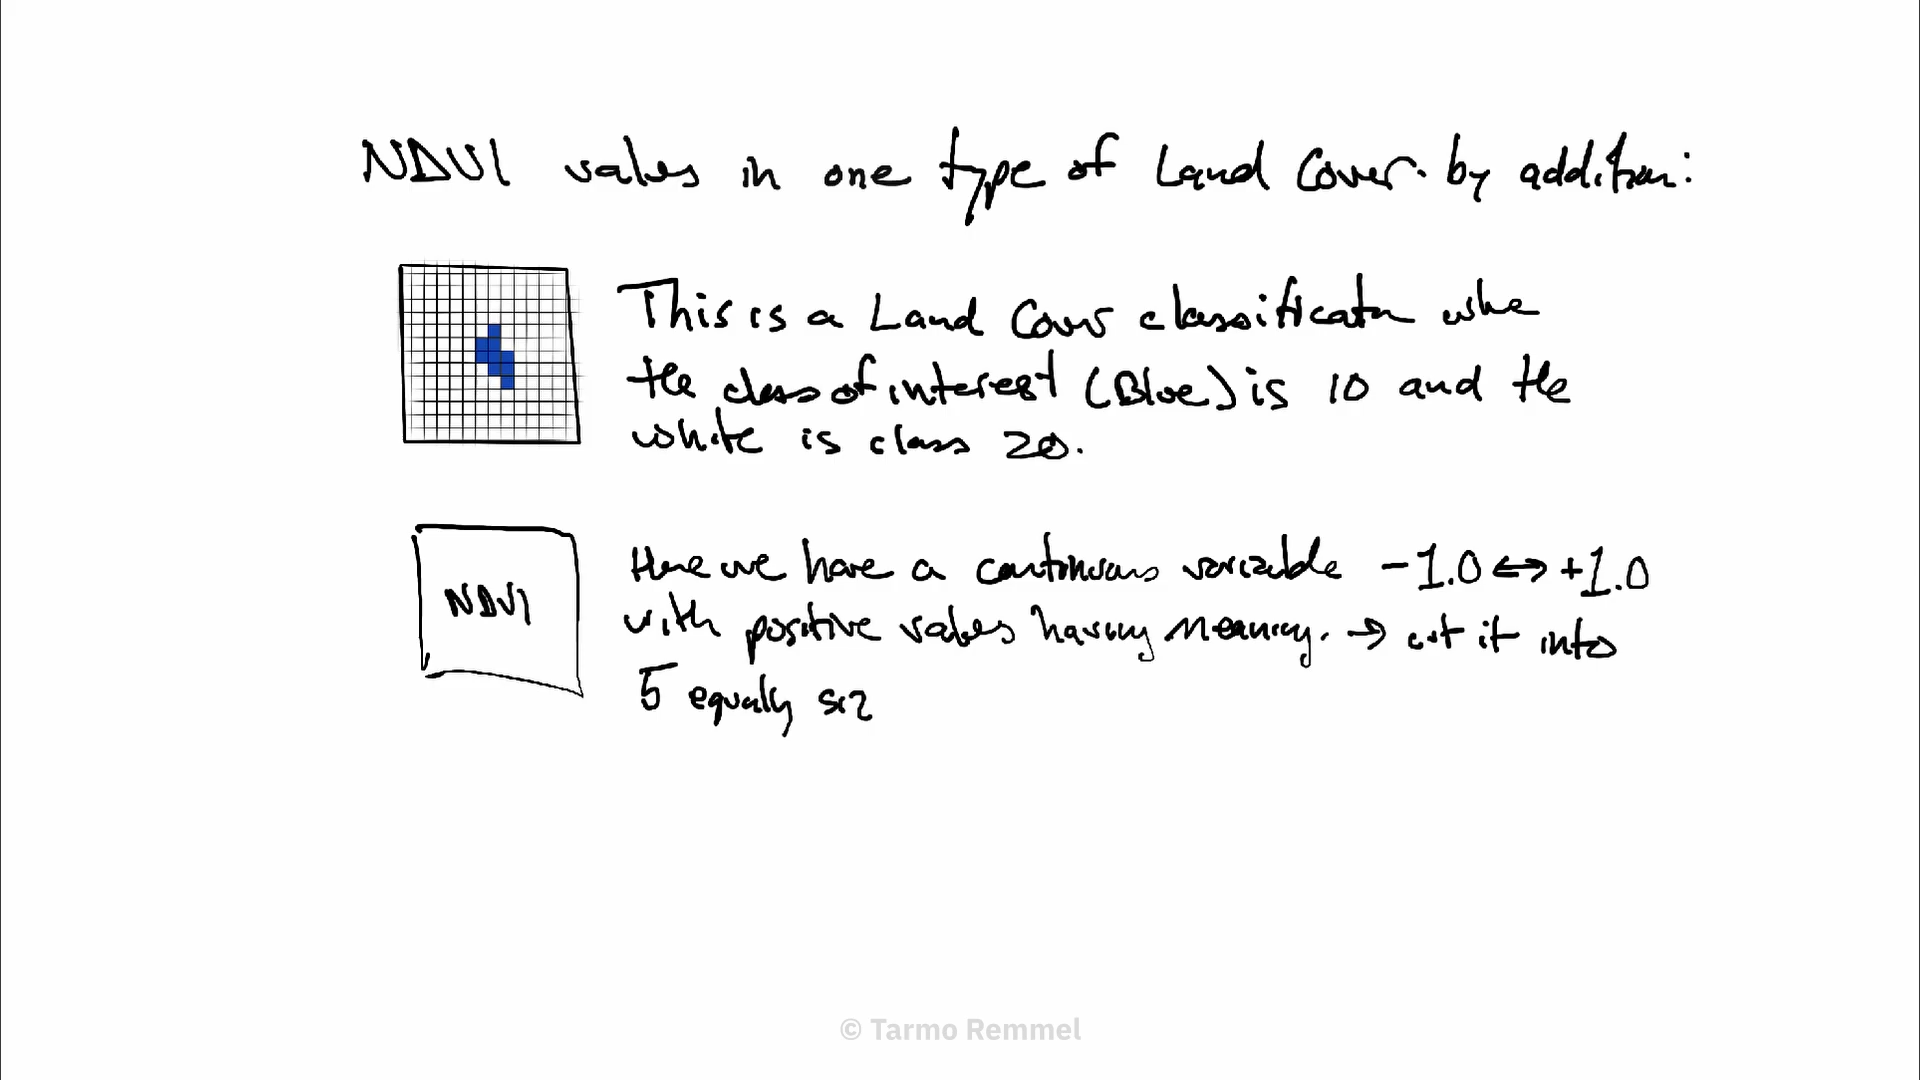 NDVI values in one type of Land Cover. by addition:
This is a Land Cover classification where
the class of interest (Blue) is 10 and the
white is class 20.
NDVI
Here we have a continuous variable -1.0 ↔ +1.0
with positive values having meaning. → cut it into
5 equally siz
© Tarmo Remmel